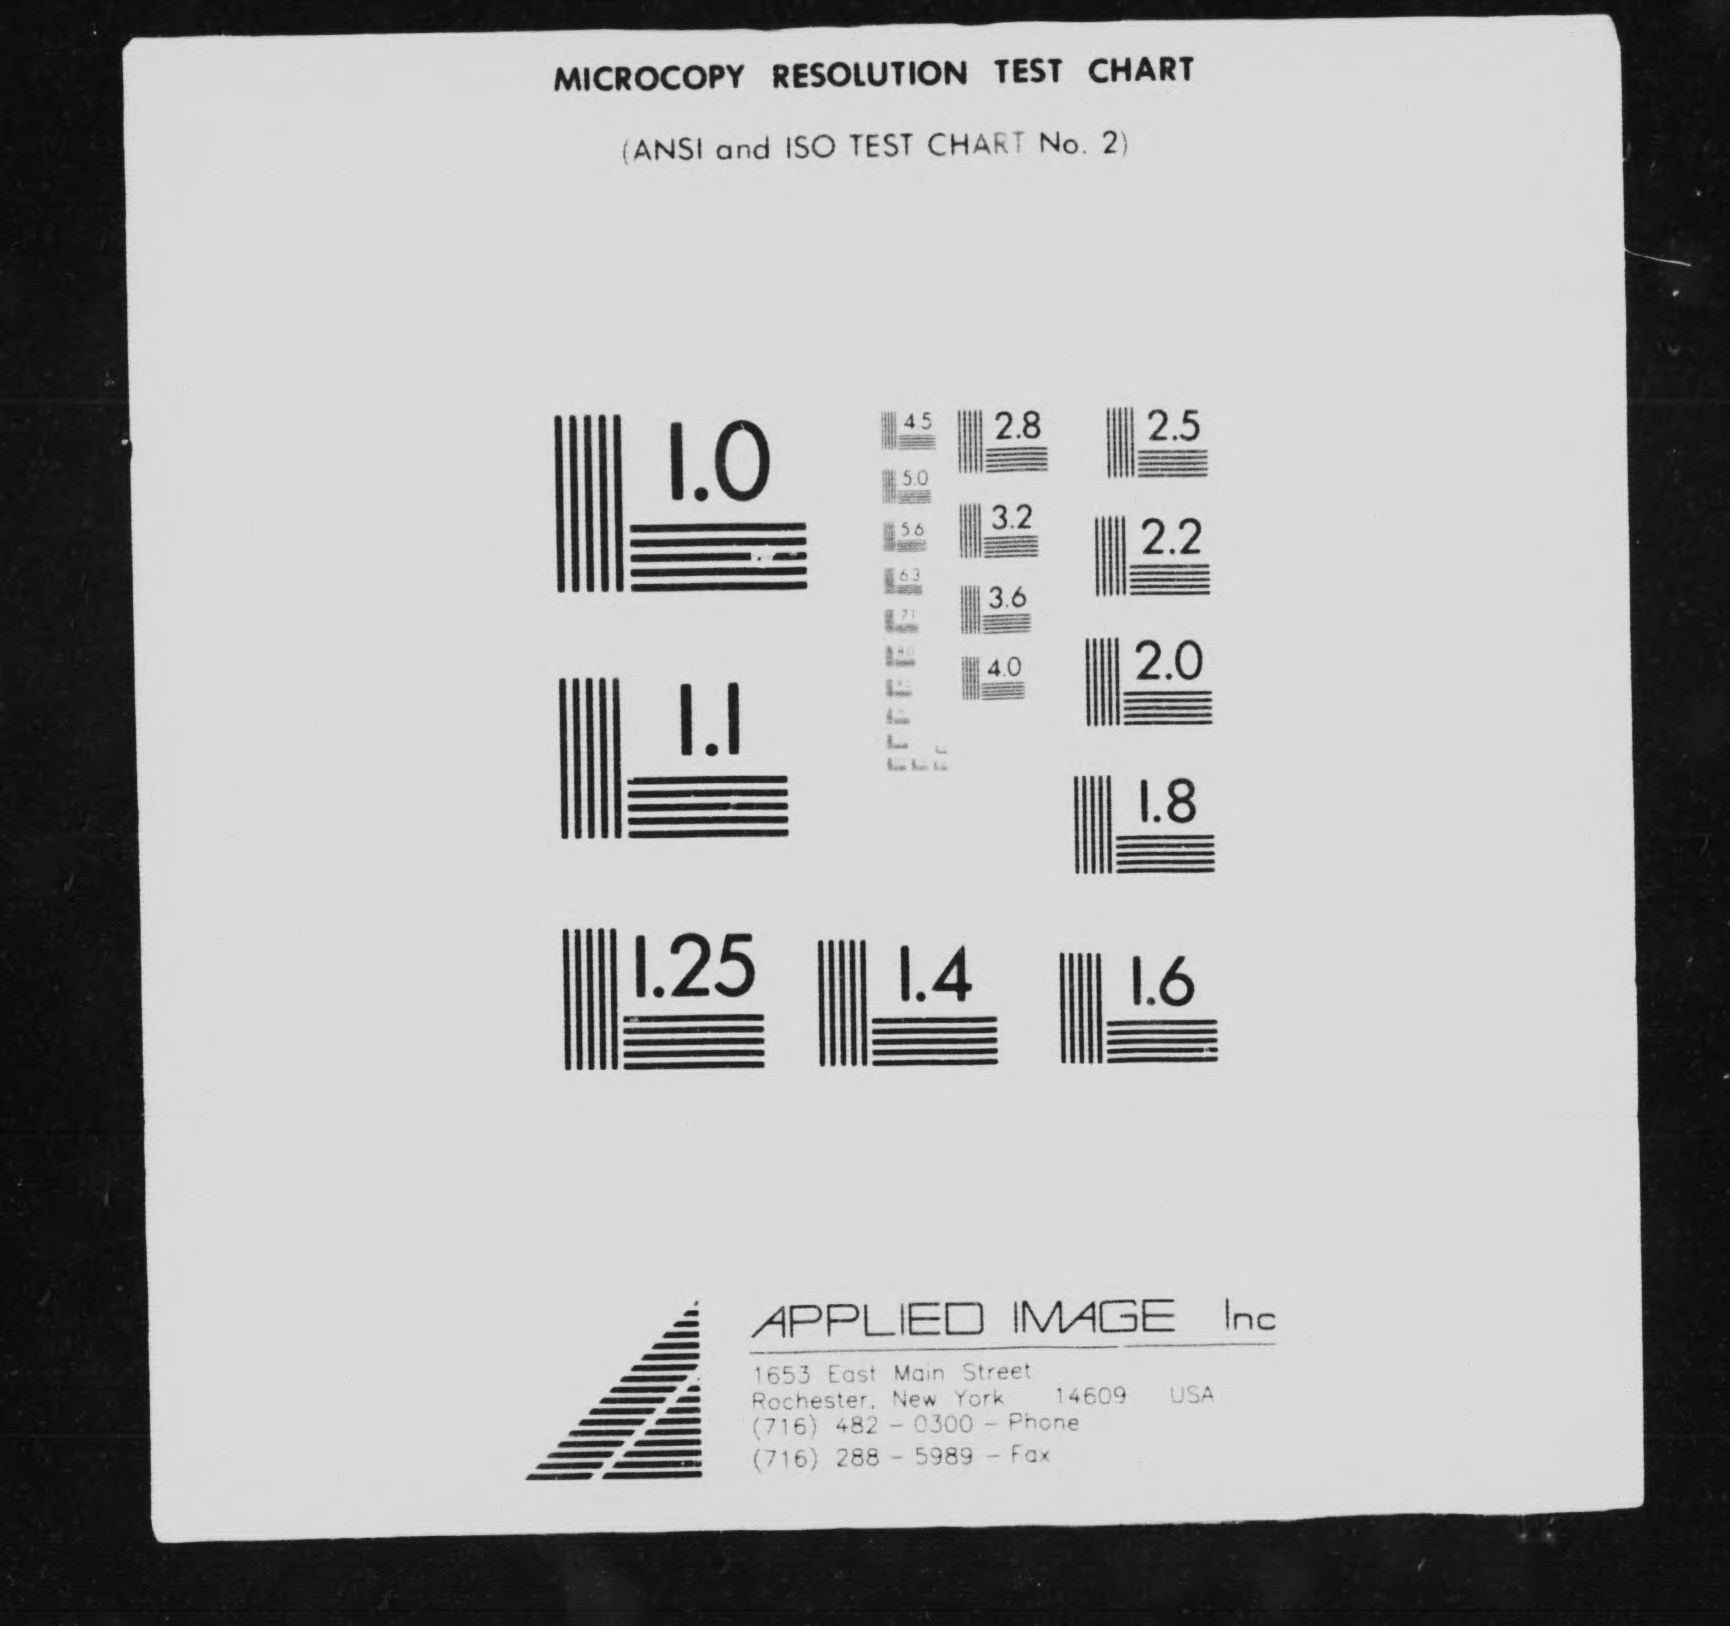 MICROCOPY RESOLUTION TEST CHART
(ANSI and ISO TEST CHART No. 2)
1.0
1.1
1.25
1.4
1.6
1.8
2.0
2.2
2.5
2.8
3.2
3.6
4.0
4.5
5.0
5.6
6.3
7.1
APPLIED IMAGE Inc
1653 East Main Street
Rochester, New York 14609 USA
(716) 482 - 0300 - Phone
(716) 288 - 5989 - Fax